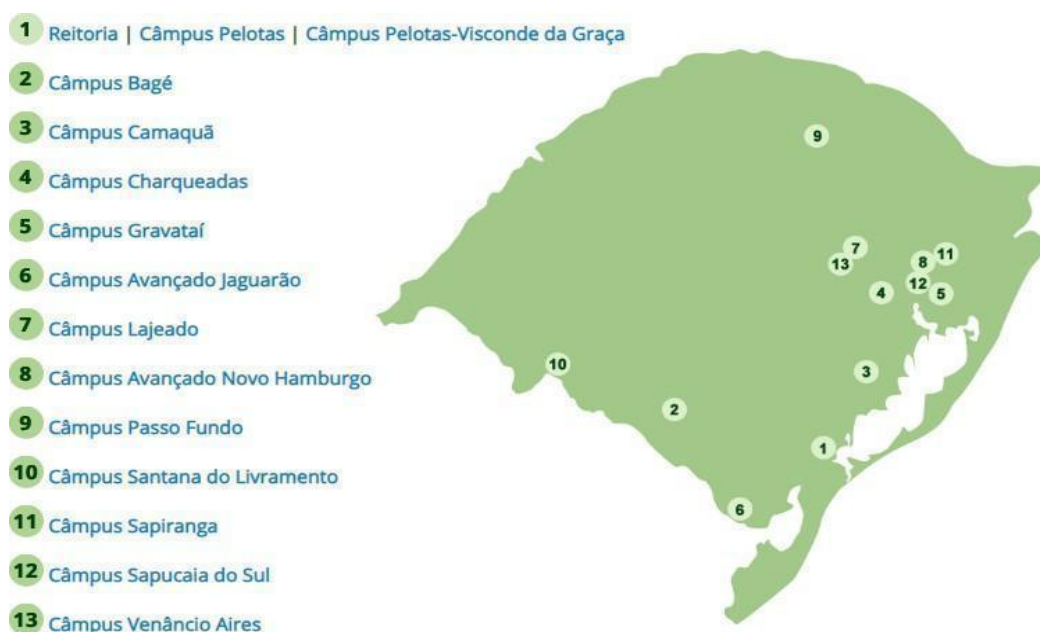 1 Reitoria | Câmpus Pelotas | Câmpus Pelotas-Visconde da Graça
2 Câmpus Bagé
3 Câmpus Camaquã
4 Câmpus Charqueadas
5 Câmpus Gravataí
6 Câmpus Avançado Jaguarão
7 Câmpus Lajeado
8 Câmpus Avançado Novo Hamburgo
9 Câmpus Passo Fundo
10 Câmpus Santana do Livramento
11 Câmpus Sapiranga
12 Câmpus Sapucaia do Sul
13 Câmpus Venâncio Aires
9
7
11
13
8
12
4
5
10
3
2
1
6